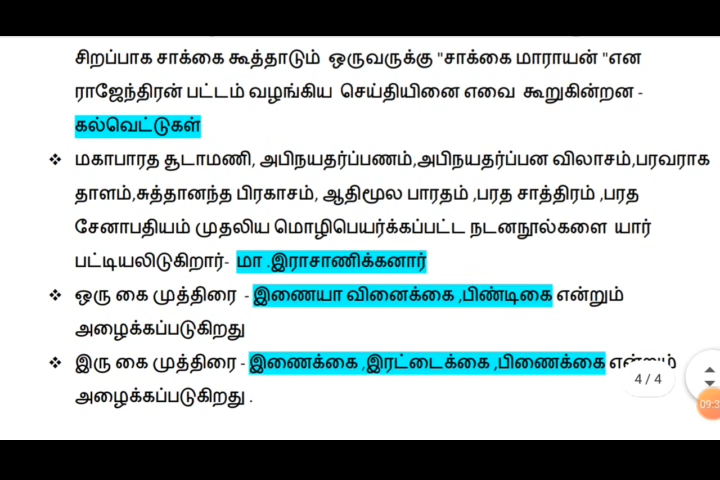 சிறப்பாக சாக்கை கூத்தாடும் ஒருவருக்கு "சாக்கை மாராயன் "என
ராஜேந்திரன் பட்டம் வழங்கிய செய்தியினை எவை கூறுகின்றன -
கல்வெட்டுகள்
❖ மகாபாரத சூடாமணி, அபிநயதர்ப்பணம்,அபிநயதர்ப்பன விலாசம்,பரவராக
தாளம்,சுத்தானந்த பிரகாசம், ஆதிமூல பாரதம் ,பரத சாத்திரம் ,பரத
சேனாபதியம் முதலிய மொழிபெயர்க்கப்பட்ட நடனநூல்களை யார்
பட்டியலிடுகிறார்- மா .இராசாணிக்கனார்
❖ ஒரு கை முத்திரை - இணையா வினைக்கை ,பிண்டிகை என்றும்
அழைக்கப்படுகிறது
❖ இரு கை முத்திரை - இணைக்கை ,இரட்டைக்கை ,பிணைக்கை என்றும்
அழைக்கப்படுகிறது .
4 / 4